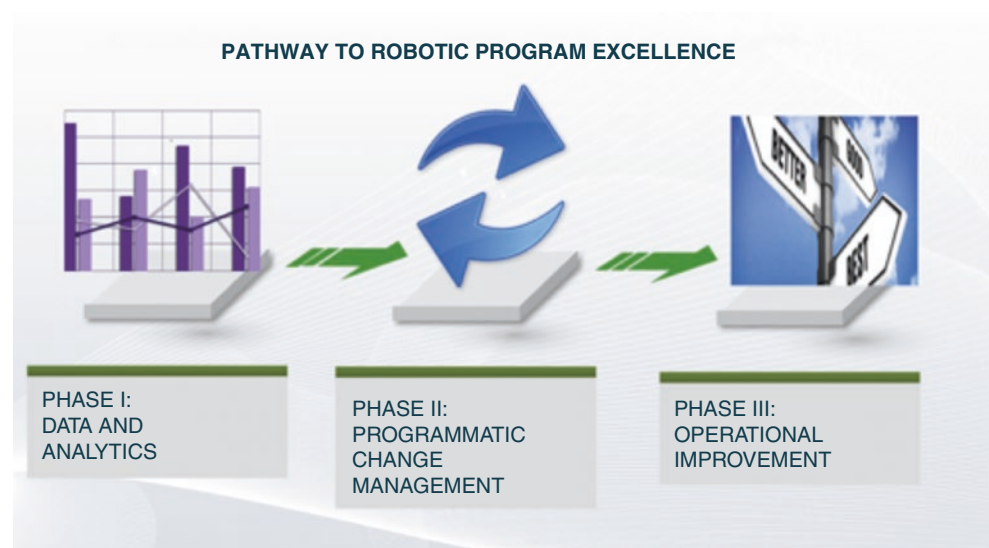 PATHWAY TO ROBOTIC PROGRAM EXCELLENCE
BETTER
GOOD
BEST
PHASE I:
DATA AND
ANALYTICS
PHASE II:
PROGRAMMATIC
CHANGE
MANAGEMENT
PHASE III:
OPERATIONAL
IMPROVEMENT